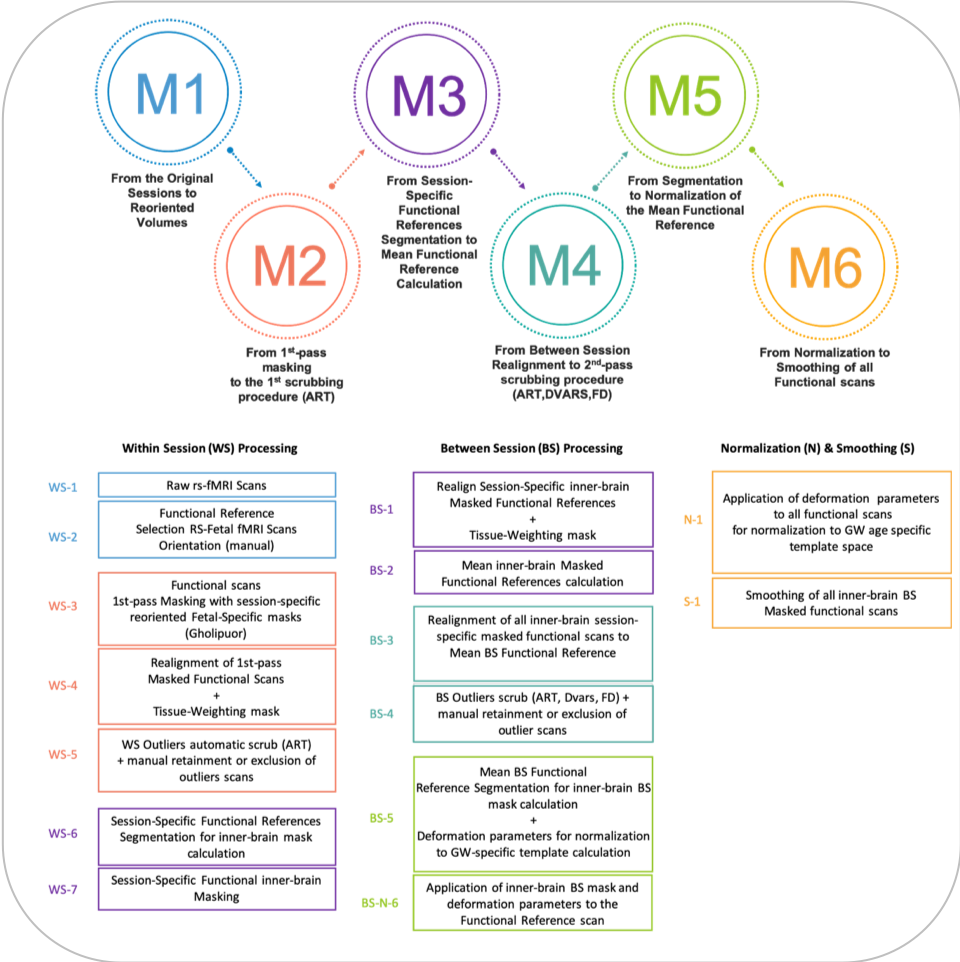 M1
From the Original
Sessions to
Reoriented
Volumes
M2
From 1st-pass
masking
to the 1st scrubbing
procedure (ART)
M3
From Session-
Specific
Functional
References
Segmentation to
Mean Functional
Reference
Calculation
M4
From Between Session
Realignment to 2nd-pass
scrubbing procedure
(ART,DVARS,FD)
M5
From Segmentation
to Normalization of
the Mean Functional
Reference
M6
From Normalization to
Smoothing of all
Functional scans
Within Session (WS) Processing
WS-1
Raw rs-fMRI Scans
WS-2
Functional Reference
Selection RS-Fetal fMRI Scans
Orientation (manual)
WS-3
Functional scans
1st-pass Masking with session-specific
reoriented Fetal-Specific masks
(Gholipuor)
WS-4
Realignment of 1st-pass
Masked Functional Scans
+
Tissue-Weighting mask
WS-5
WS Outliers automatic scrub (ART)
+ manual retainment or exclusion of
outliers scans
WS-6
Session-Specific Functional References
Segmentation for inner-brain mask
calculation
WS-7
Session-Specific Functional inner-brain
Masking
Between Session (BS) Processing
BS-1
Realign Session-Specific inner-brain
Masked Functional References
+
Tissue-Weighting mask
BS-2
Mean inner-brain Masked
Functional References calculation
BS-3
Realignment of all inner-brain session-
specific masked functional scans to
Mean BS Functional Reference
BS-4
BS Outliers scrub (ART, Dvars, FD) +
manual retainment or exclusion of
outlier scans
BS-5
Mean BS Functional
Reference Segmentation for inner-brain BS
mask calculation
+
Deformation parameters for normalization
to GW-specific template calculation
BS-N-6
Application of inner-brain BS mask and
deformation parameters to the
Functional Reference scan
Normalization (N) & Smoothing (S)
N-1
Application of deformation parameters
to all functional scans
for normalization to GW age specific
template space
S-1
Smoothing of all inner-brain BS
Masked functional scans